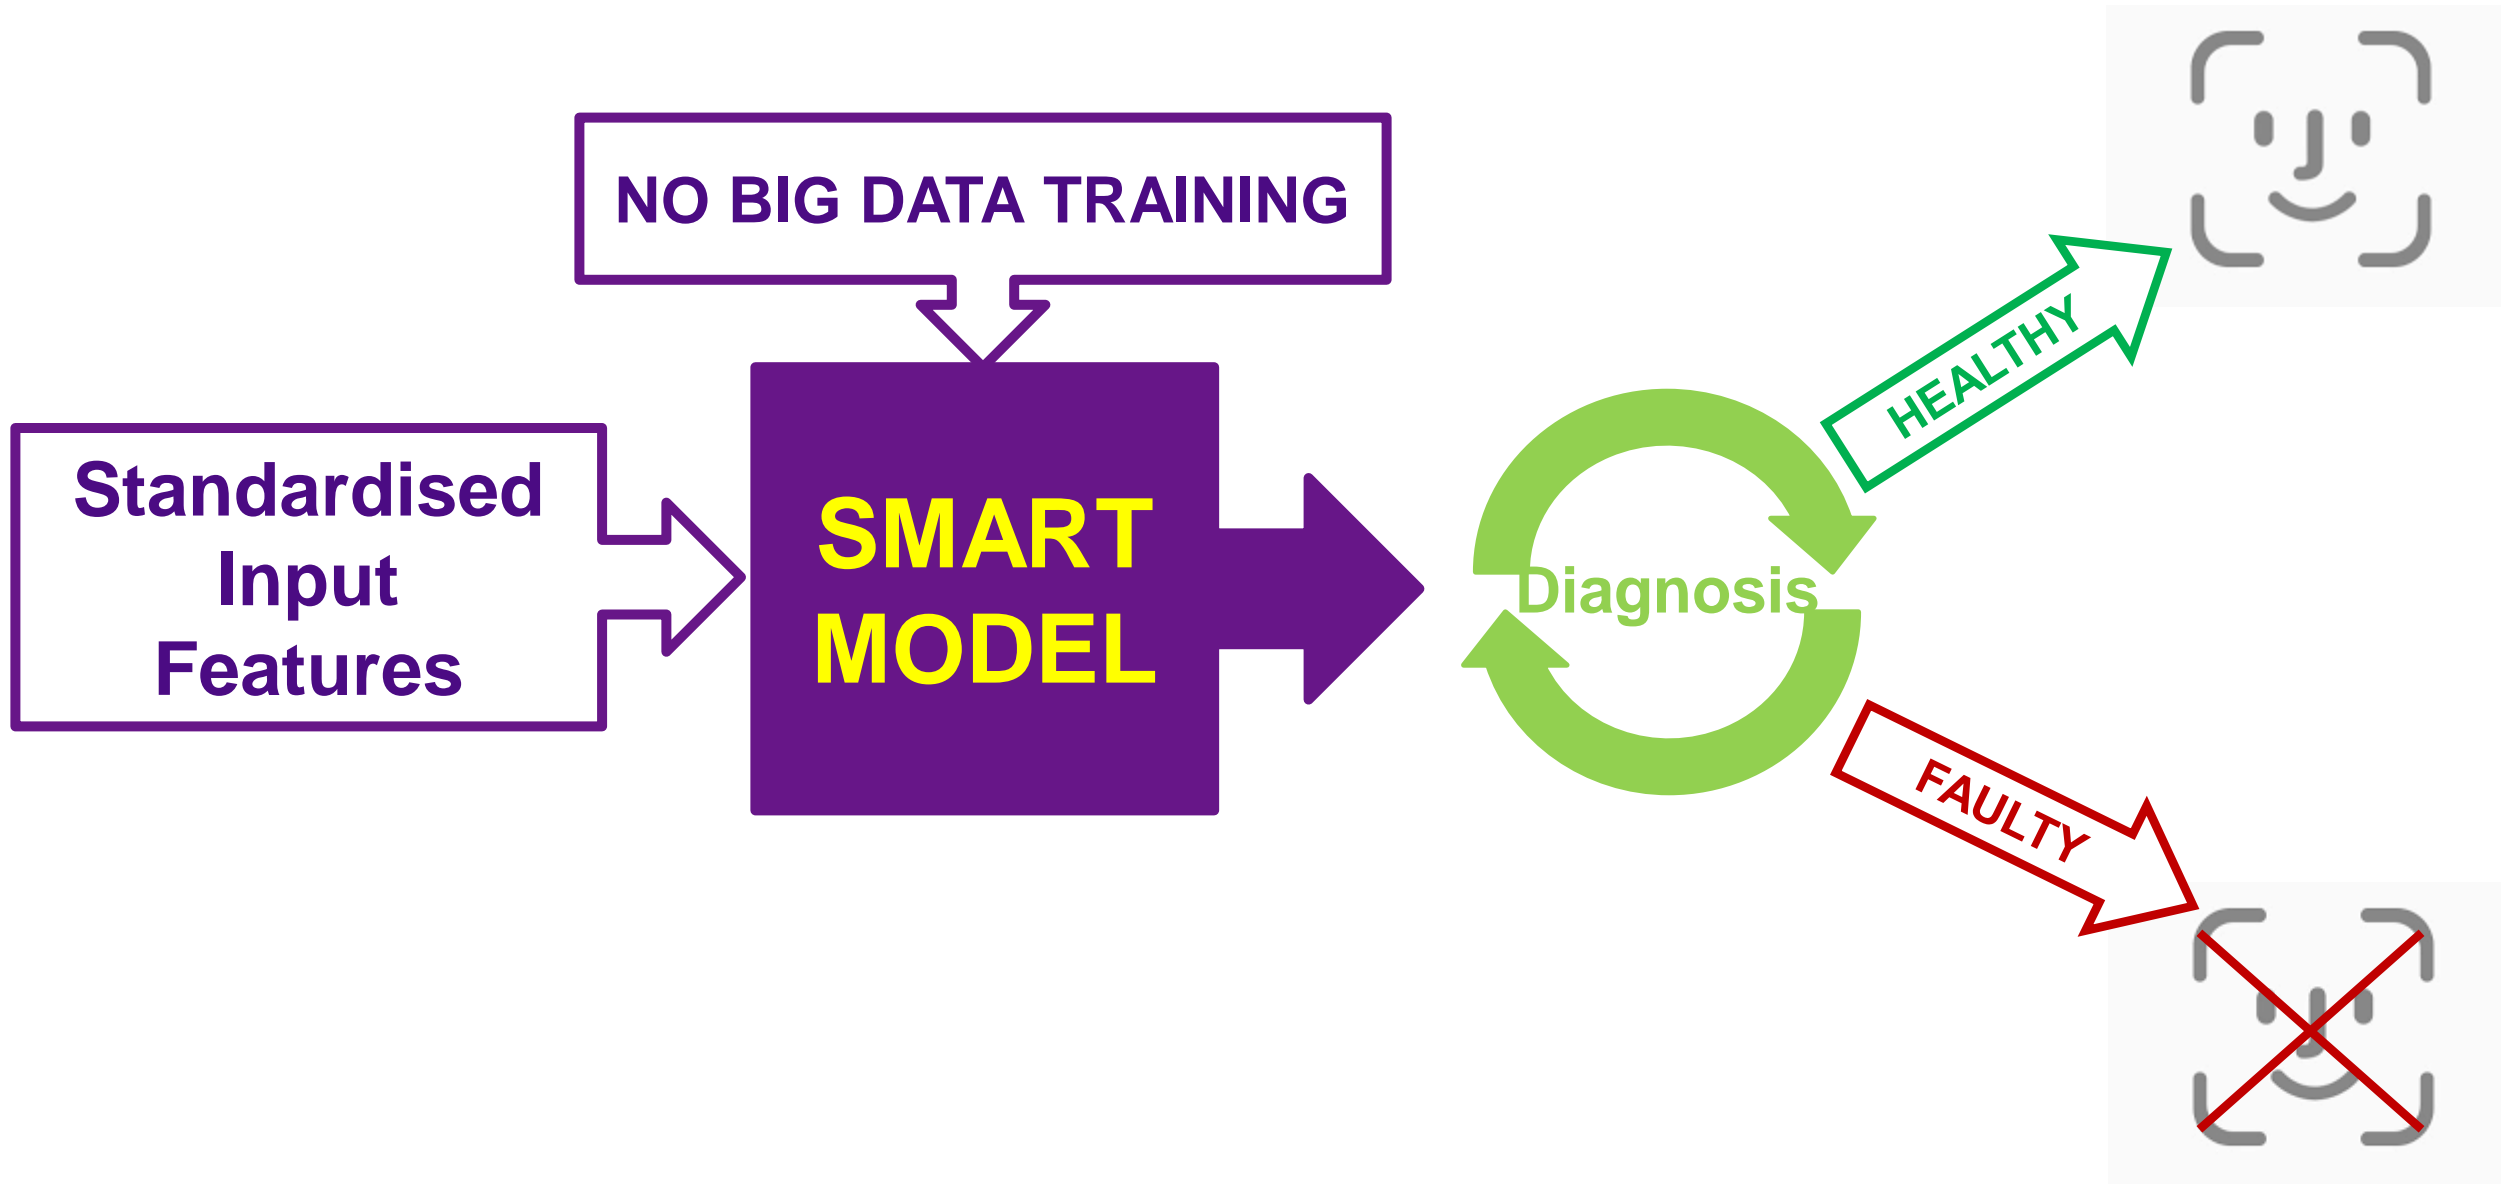 NO BIG DATA TRAINING
Standardised
Input
Features
SMART
MODEL
Diagnosis
HEALTHY
FAULTY